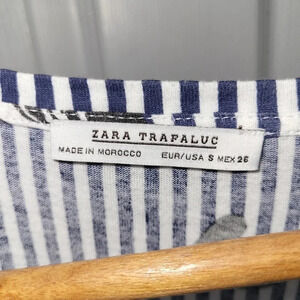 ZARA TRAFALUC
MADE IN MOROCCO EUR/USA S MEX 26